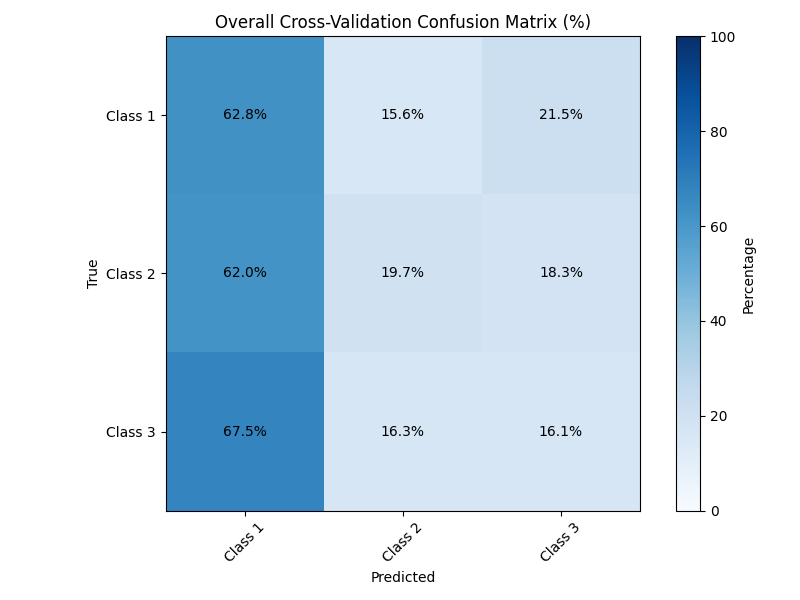 Overall Cross-Validation Confusion Matrix (%)
Class 1
62.8%
15.6%
21.5%
Class 2
62.0%
19.7%
18.3%
Class 3
67.5%
16.3%
16.1%
True
Class 1
Class 2
Class 3
Predicted
100
80
60
40
20
0
Percentage